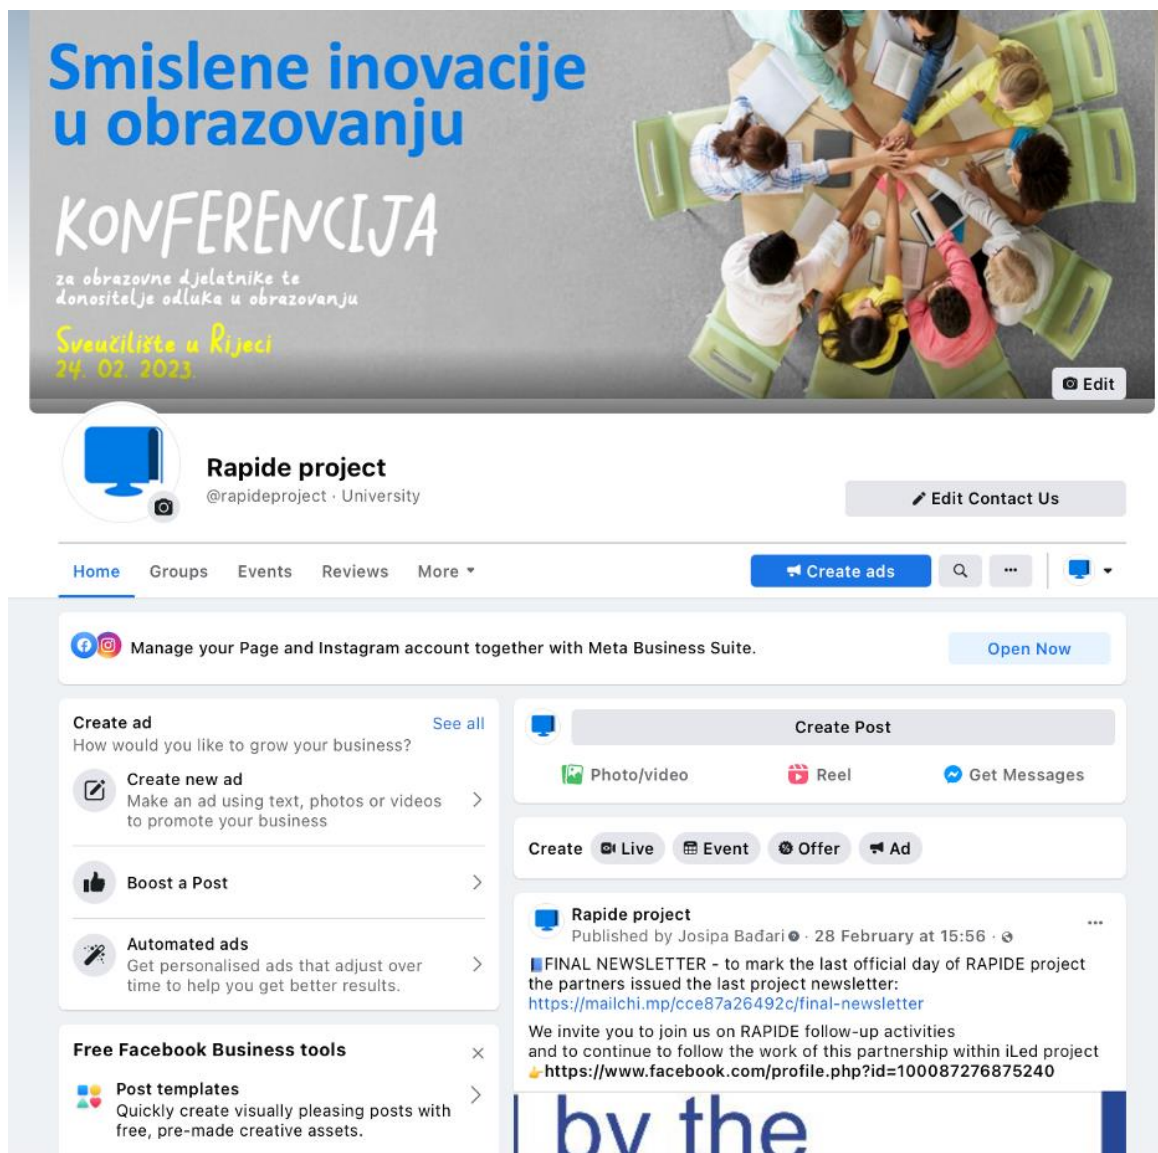 Smislene inovacije
u obrazovanju
KONFERENCIJA
za obrazovne djelatnike te
donositelje odluka u obrazovanju
Sveučilište u Rijeci
24. 02. 2023.
Edit
Rapide project
@rapideproject · University
Edit Contact Us
Home Groups Events Reviews More
Create ads
Manage your Page and Instagram account together with Meta Business Suite.
Open Now
Create ad
See all
How would you like to grow your business?
Create new ad
Make an ad using text, photos or videos
to promote your business
Boost a Post
Automated ads
Get personalised ads that adjust over
time to help you get better results.
Free Facebook Business tools
Post templates
Quickly create visually pleasing posts with
free, pre-made creative assets.
Create Post
Photo/video Reel Get Messages
Create Live Event Offer Ad
Rapide project
Published by Josipa Bađari · 28 February at 15:56 ·
FINAL NEWSLETTER - to mark the last official day of RAPIDE project
the partners issued the last project newsletter:
https://mailchi.mp/cce87a26492c/final-newsletter
We invite you to join us on RAPIDE follow-up activities
and to continue to follow the work of this partnership within iLed project
👉https://www.facebook.com/profile.php?id=100087276875240
by the